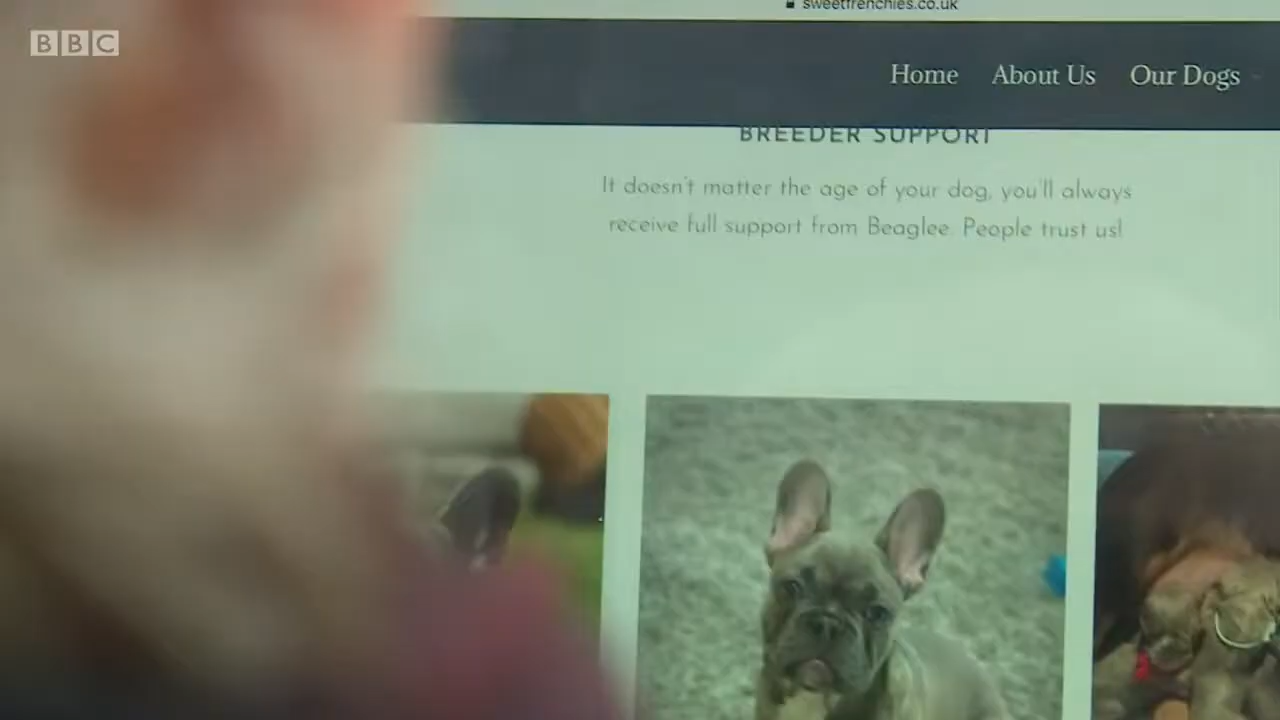 BBC
sweetfrenchies.co.uk
Home About Us Our Dogs
BREEDER SUPPORT
It doesn't matter the age of your dog, you'll always
receive full support from Beaglee. People trust us!